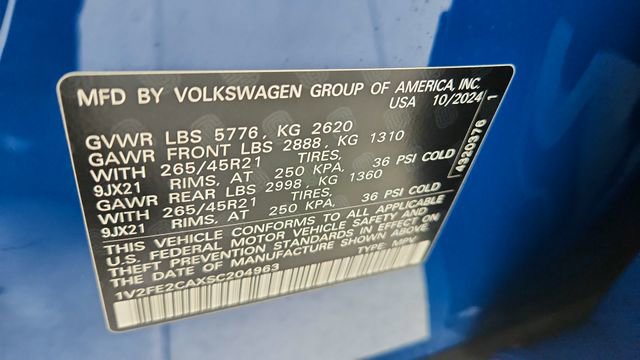 MFD BY VOLKSWAGEN GROUP OF AMERICA, INC.
USA 10/2024
GVWR LBS 5776, KG 2620
GAWR FRONT LBS 2888, KG 1310
WITH 265/45R21 TIRES,
9JX21 RIMS, AT 250 KPA, 36 PSI COLD
GAWR REAR LBS 2998, KG 1360
WITH 265/45R21 TIRES,
9JX21 RIMS, AT 250 KPA, 36 PSI COLD
THIS VEHICLE CONFORMS TO ALL APPLICABLE
U.S. FEDERAL MOTOR VEHICLE SAFETY AND
THEFT PREVENTION STANDARDS IN EFFECT ON
THE DATE OF MANUFACTURE SHOWN ABOVE.
1V2FE2CAXSC204963 TYPE: MPV
4320376 1